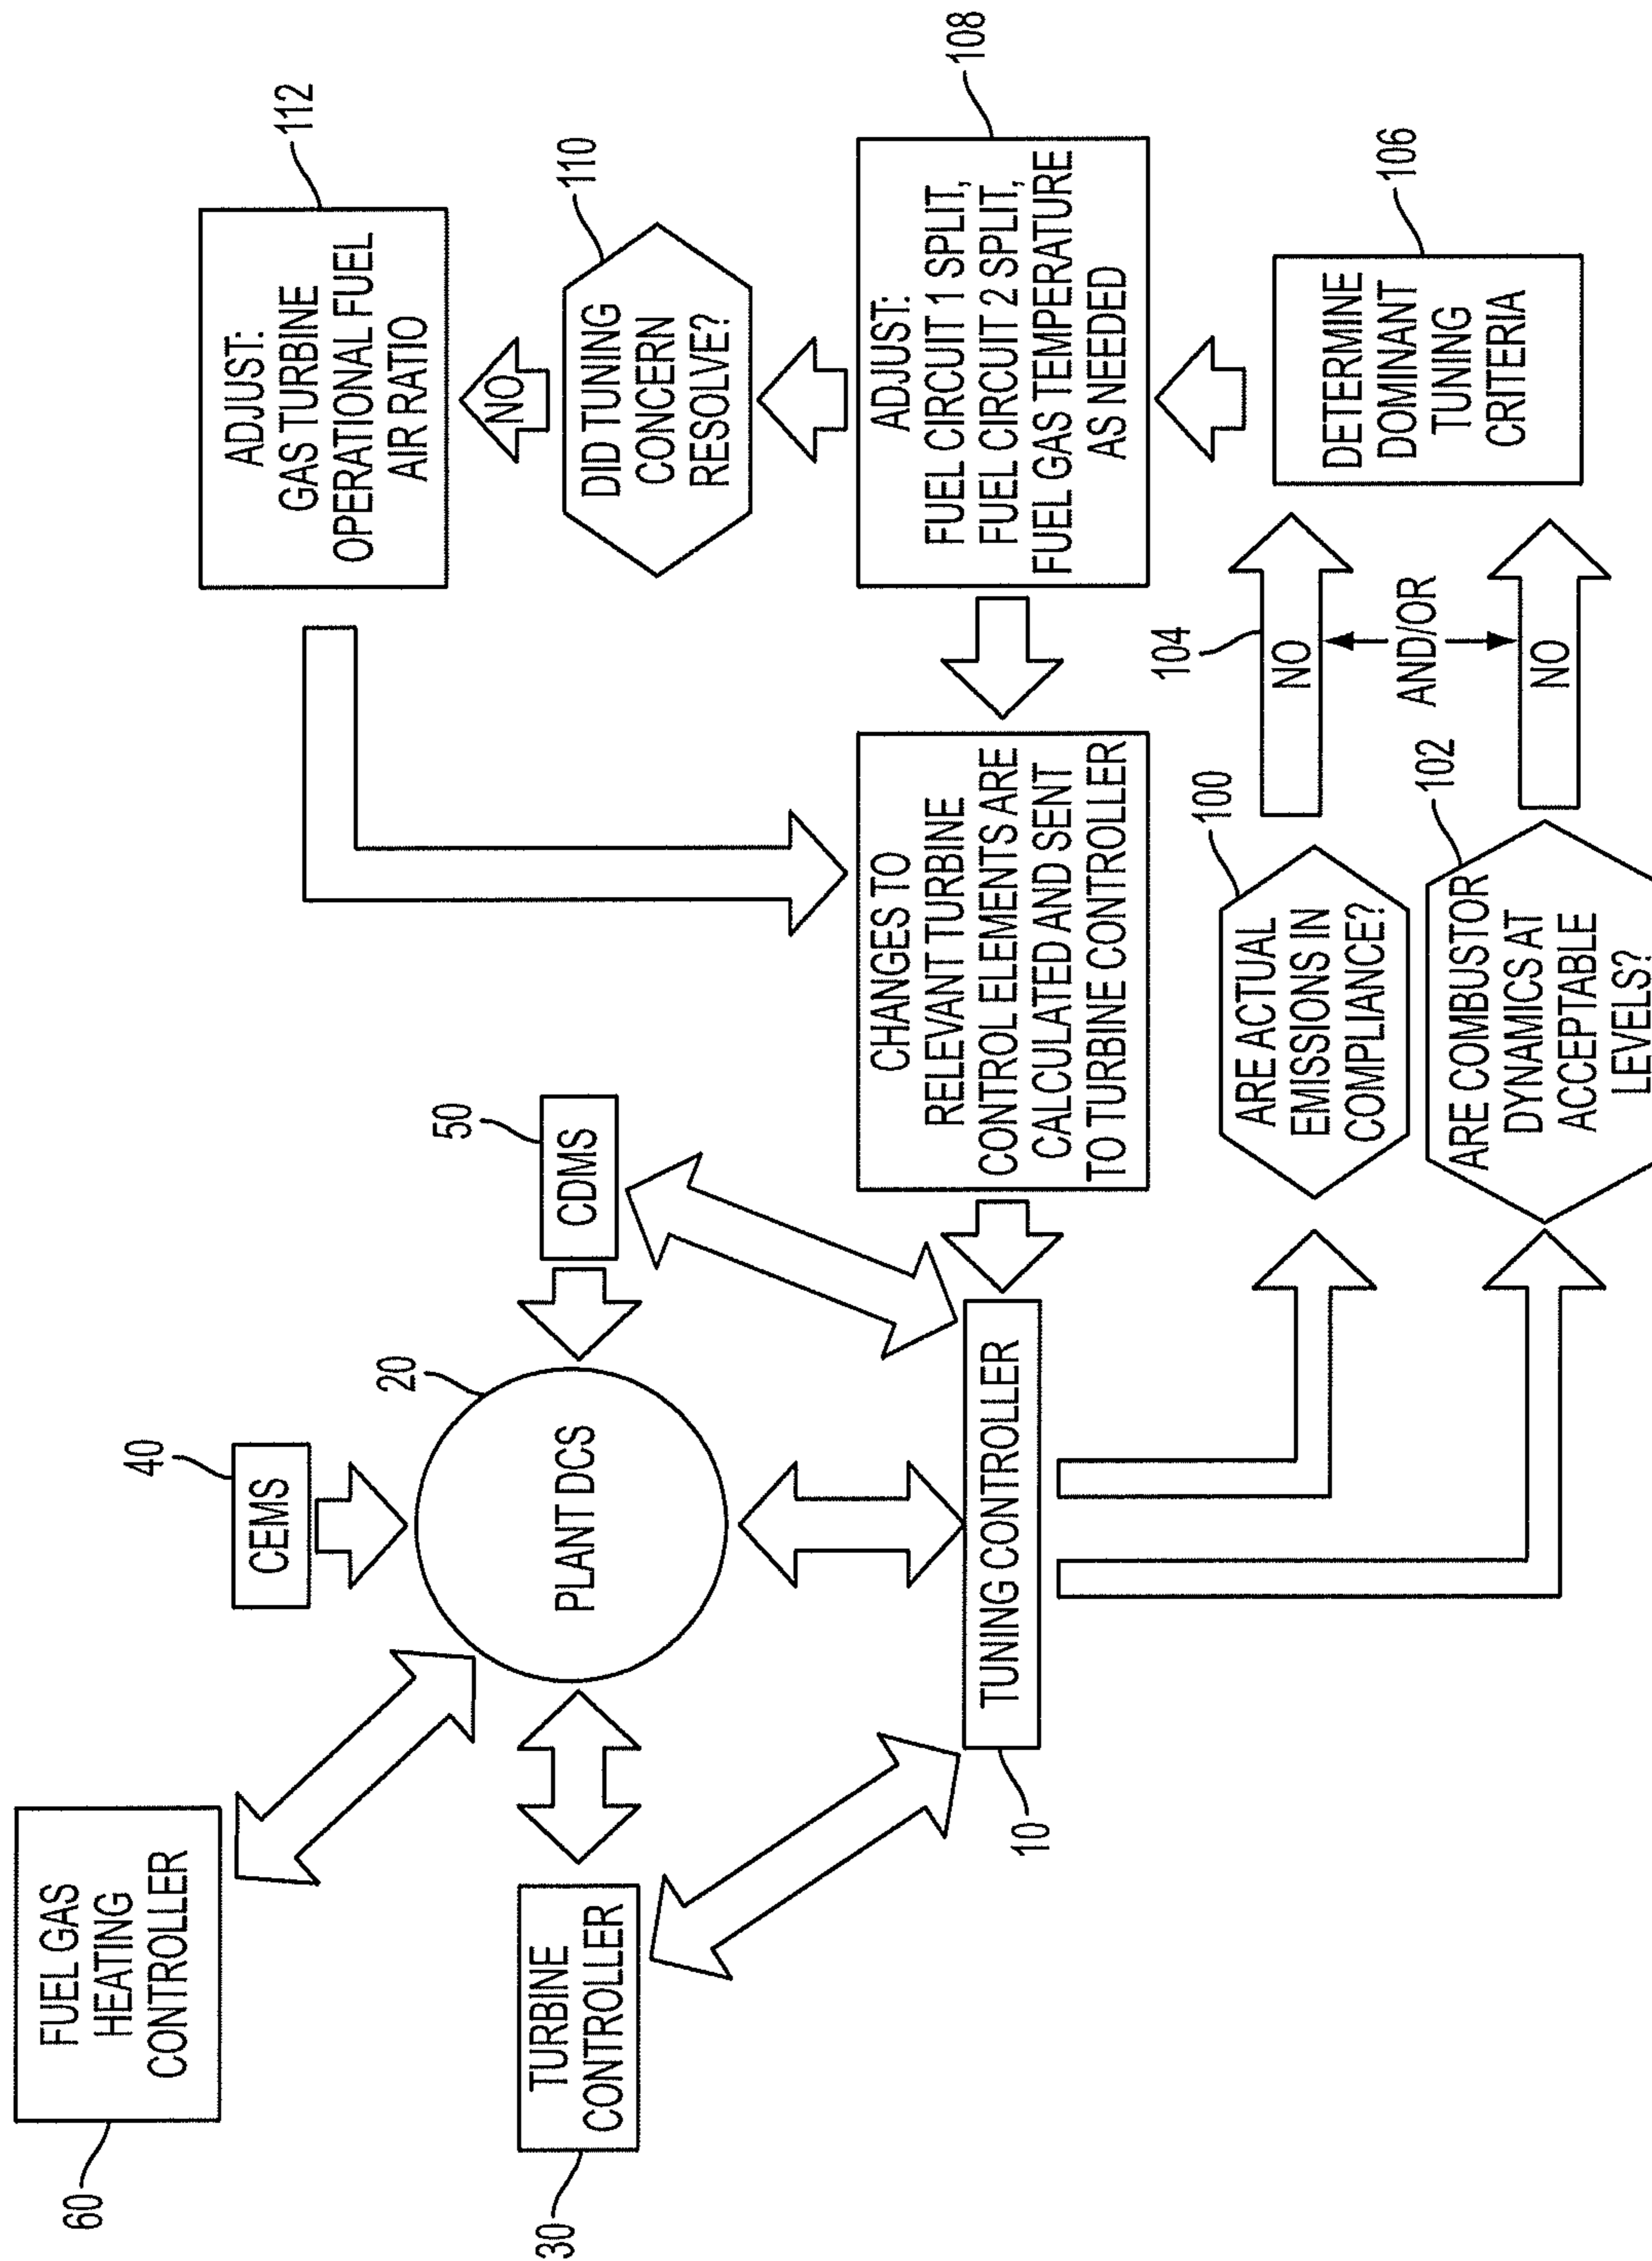 60
FUEL GAS
HEATING
CONTROLLER
40
CEMS
20
PLANT DCS
50
CDMS
30
TURBINE
CONTROLLER
10
TUNING CONTROLLER
CHANGES TO
RELEVANT TURBINE
CONTROL ELEMENTS ARE
CALCULATED AND SENT
TO TURBINE CONTROLLER
112
ADJUST:
GAS TURBINE
OPERATIONAL FUEL
AIR RATIO
NO
110
DID TUNING
CONCERN
RESOLVE?
108
ADJUST:
FUEL CIRCUIT 1 SPLIT,
FUEL CIRCUIT 2 SPLIT,
FUEL GAS TEMPERATURE
AS NEEDED
100
ARE ACTUAL
EMISSIONS IN
COMPLIANCE?
104
NO
AND/OR
NO
102
ARE COMBUSTOR
DYNAMICS AT
ACCEPTABLE
LEVELS?
106
DETERMINE
DOMINANT
TUNING
CRITERIA